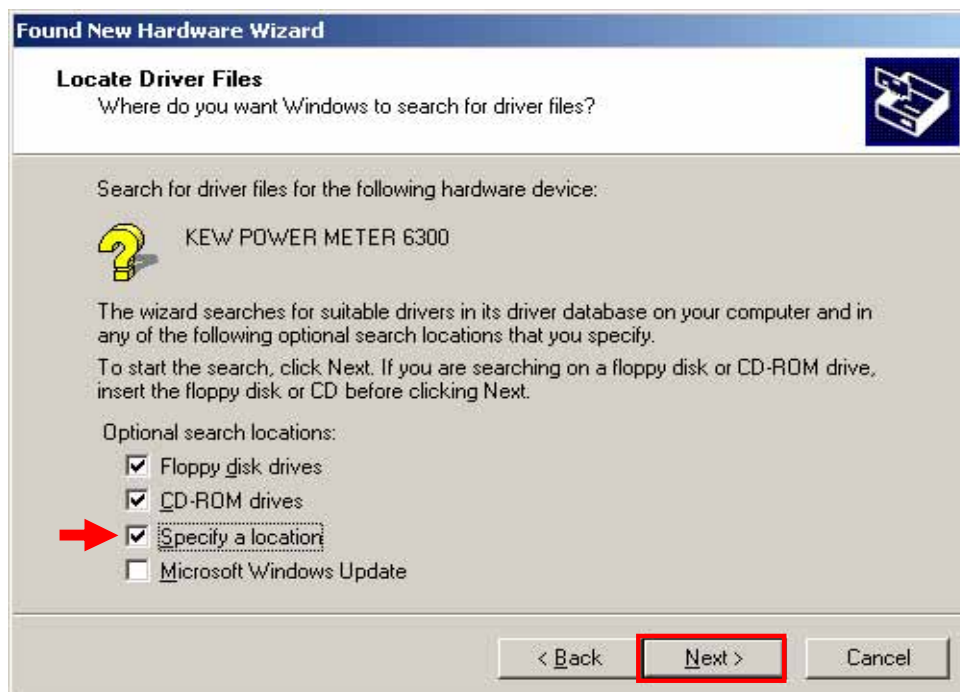 Found New Hardware Wizard
Locate Driver Files
Where do you want Windows to search for driver files?
Search for driver files for the following hardware device:
KEW POWER METER 6300
The wizard searches for suitable drivers in its driver database on your computer and in
any of the following optional search locations that you specify.
To start the search, click Next. If you are searching on a floppy disk or CD-ROM drive,
insert the floppy disk or CD before clicking Next.
Optional search locations:
Floppy disk drives
CD-ROM drives
Specify a location
Microsoft Windows Update
< Back Next > Cancel